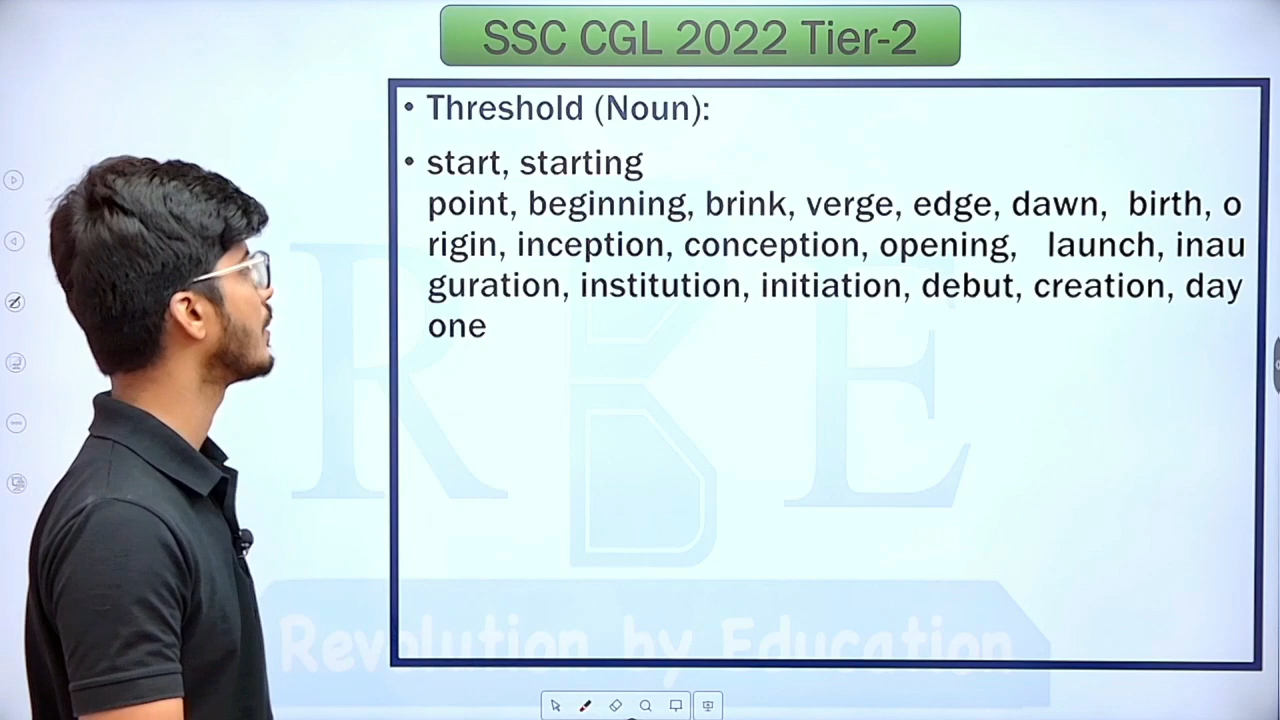 SSC CGL 2022 Tier-2
• Threshold (Noun):
• start, starting
point, beginning, brink, verge, edge, dawn, birth, o
rigin, inception, conception, opening, launch, inau
guration, institution, initiation, debut, creation, day
one
RBE
Revolution by Education